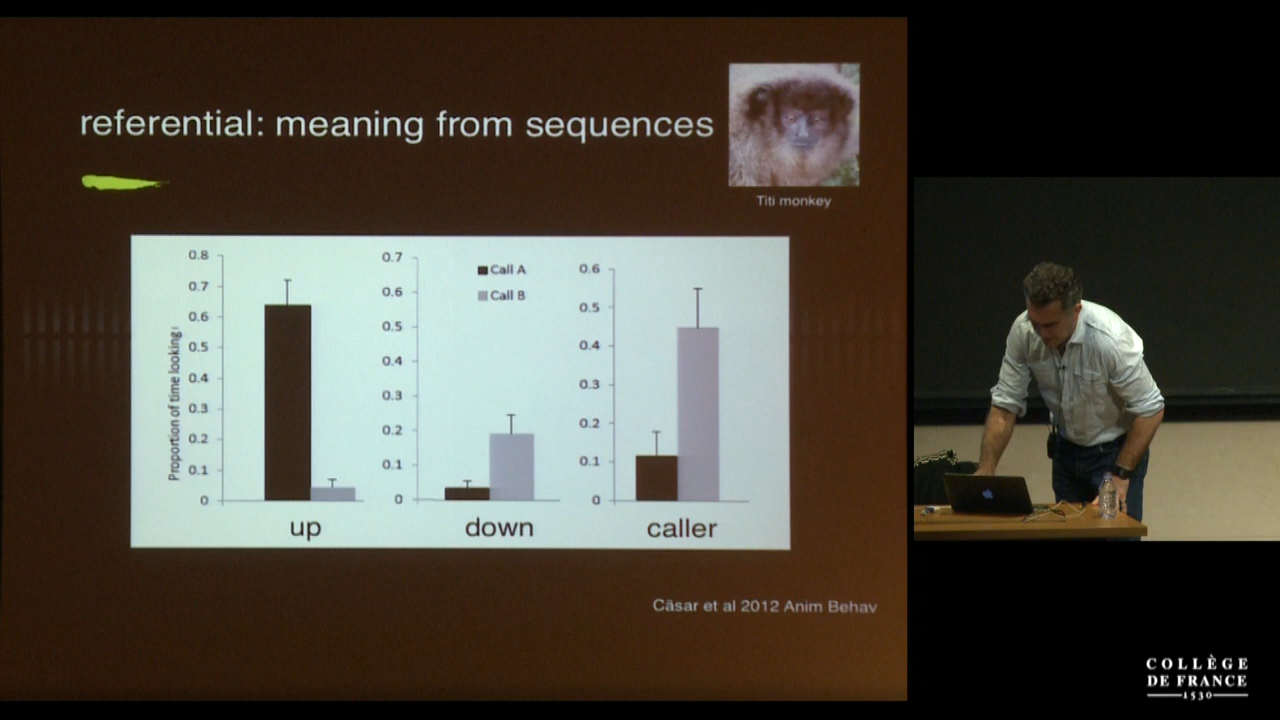 referential: meaning from sequences
Titi monkey
Proportion of time looking
0.8
0.7
0.6
0.5
0.4
0.3
0.2
0.1
0
up
0.7
0.6
0.5
0.4
0.3
0.2
0.1
0
down
Call A
Call B
0.6
0.5
0.4
0.3
0.2
0.1
0
caller
Cäsar et al 2012 Anim Behav
COLLÈGE
DE FRANCE
1530